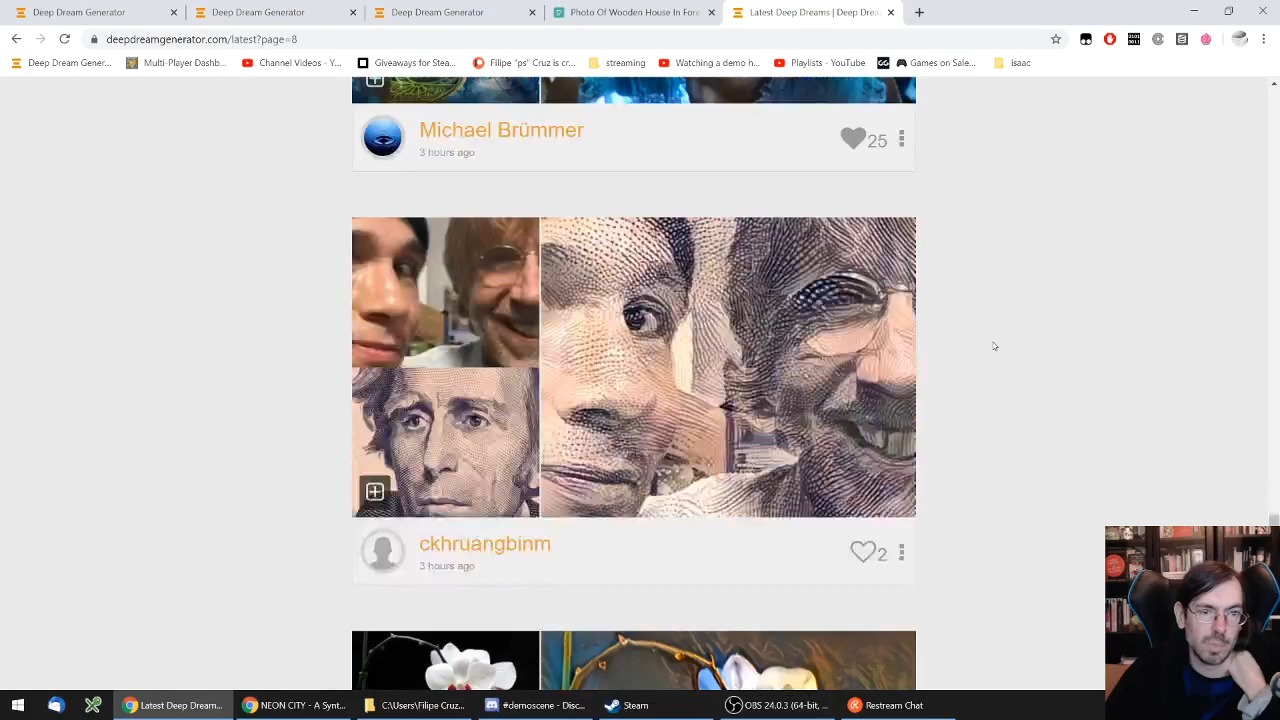 Deep Dream Generator
Deep Dream Generator
Deep Dream Generator
Photo Of Wooden House In Fore
Latest Deep Dreams | Deep Drea
deepdreamgenerator.com/latest?page=8
Deep Dream Gener...
Multi-Player Dashb...
Channel Videos - Y...
Giveaways for Stea...
Filipe "ps" Cruz is cr...
streaming
Watching a demo h...
Playlists - YouTube
GG
Games on Sale...
isaac
Michael Brümmer
3 hours ago
25
ckhruangbinm
3 hours ago
2
Latest Deep Dream...
NEON CITY - A Synt...
C:\Users\Filipe Cruz...
#demoscene - Disc...
Steam
OBS 24.0.3 (64-bit, ...
Restream Chat